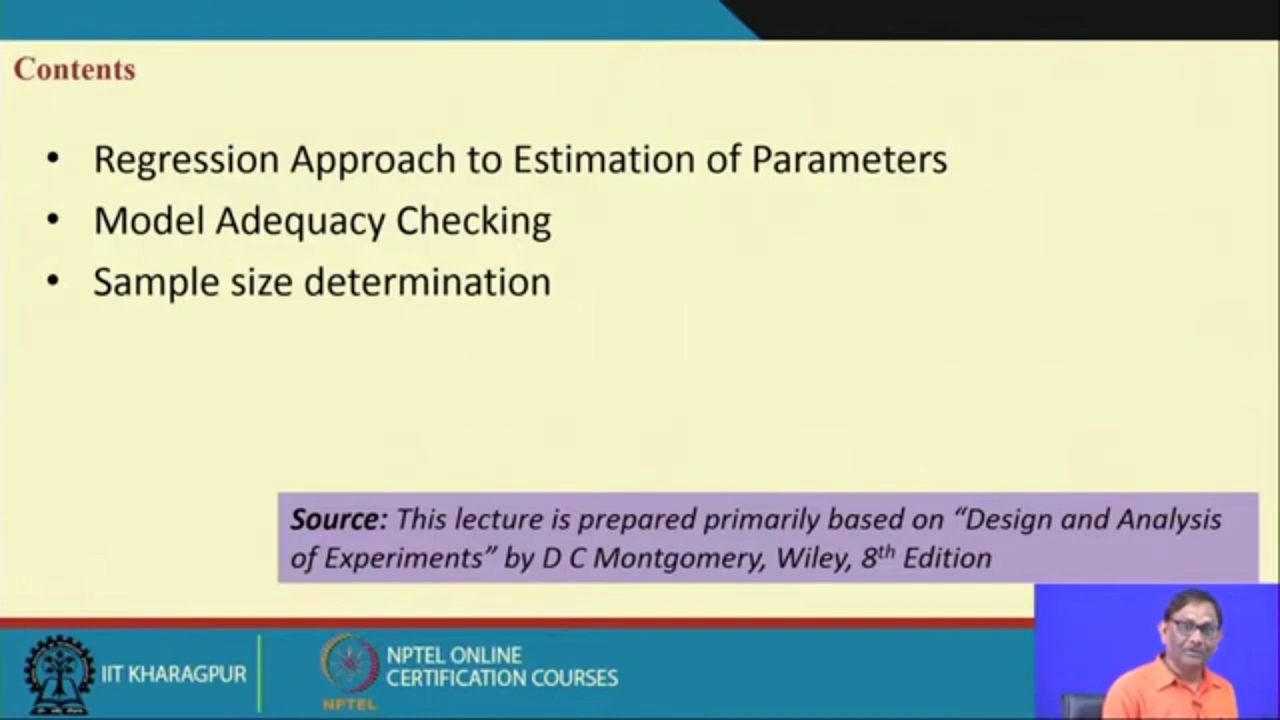 Contents
• Regression Approach to Estimation of Parameters
• Model Adequacy Checking
• Sample size determination
Source: This lecture is prepared primarily based on “Design and Analysis
of Experiments” by D C Montgomery, Wiley, 8th Edition
IIT KHARAGPUR
NPTEL
NPTEL ONLINE
CERTIFICATION COURSES